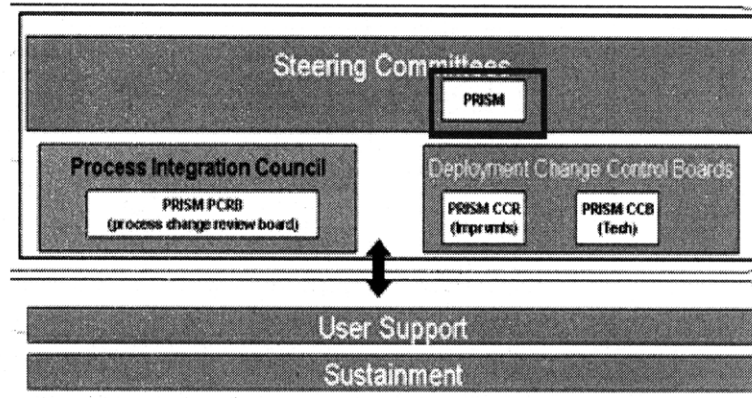 Steering Committees
PRISM
Process Integration Council
PRISM PCRB
(process change review board)
Deployment Change Control Boards
PRISM CCR
(Imprvmts)
PRISM CCB
(Tech)
User Support
Sustainment